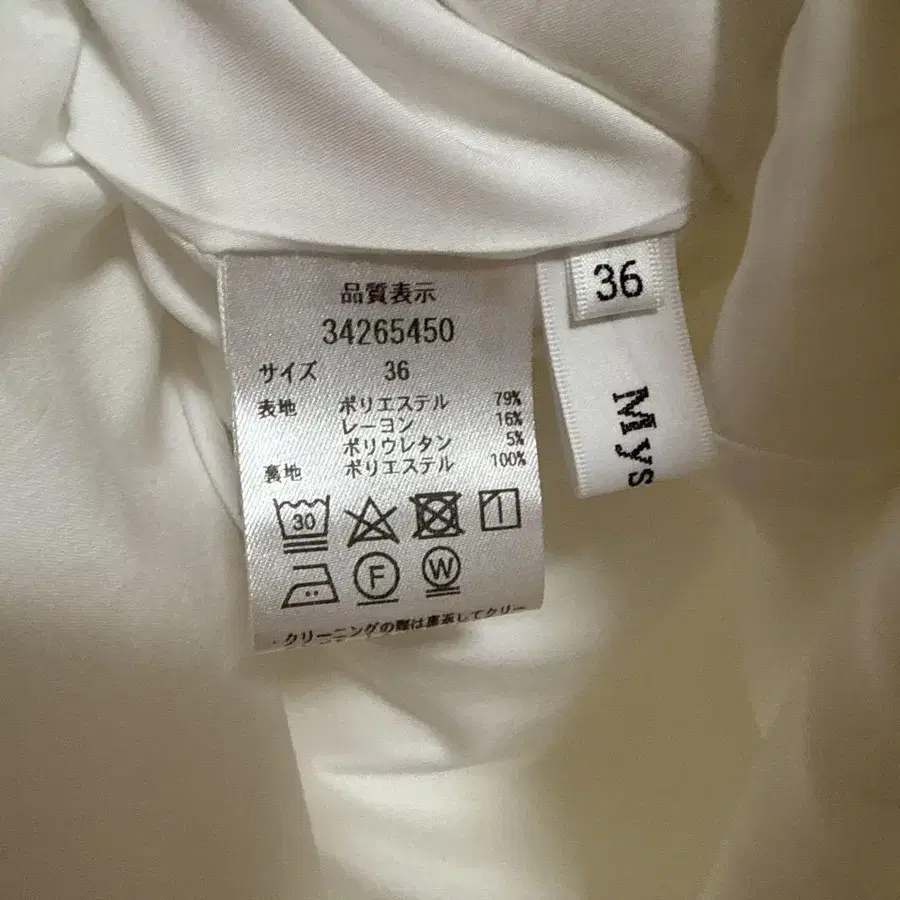 品質表示
34265450
サイズ 36
表地 ポリエステル 79%
レーヨン 16%
ポリウレタン 5%
裏地 ポリエステル 100%
30
F W
・クリーニングの際は裏返してクリー
36
Mys